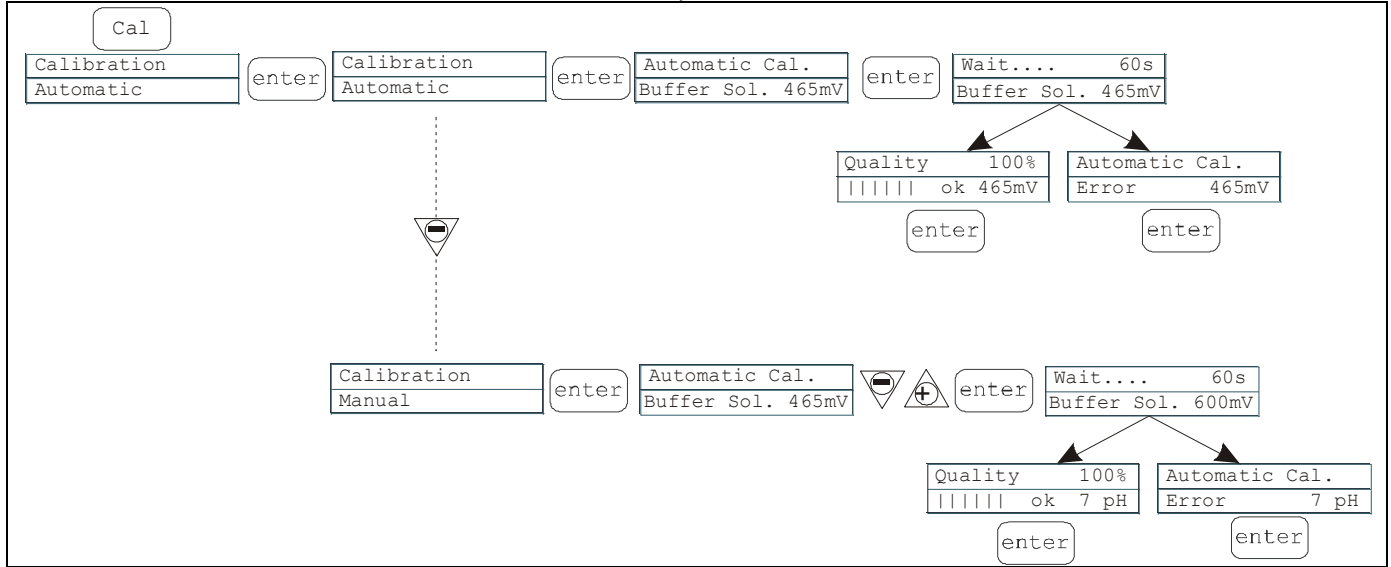 Cal
Calibration
Automatic
enter
Calibration
Automatic
enter
Automatic Cal.
Buffer Sol. 465mV
enter
Wait.... 60s
Buffer Sol. 465mV
Quality 100%
|||||| ok 465mV
enter
Automatic Cal.
Error 465mV
enter
Calibration
Manual
enter
Automatic Cal.
Buffer Sol. 465mV
enter
Wait.... 60s
Buffer Sol. 600mV
Quality 100%
|||||| ok 7 pH
enter
Automatic Cal.
Error 7 pH
enter